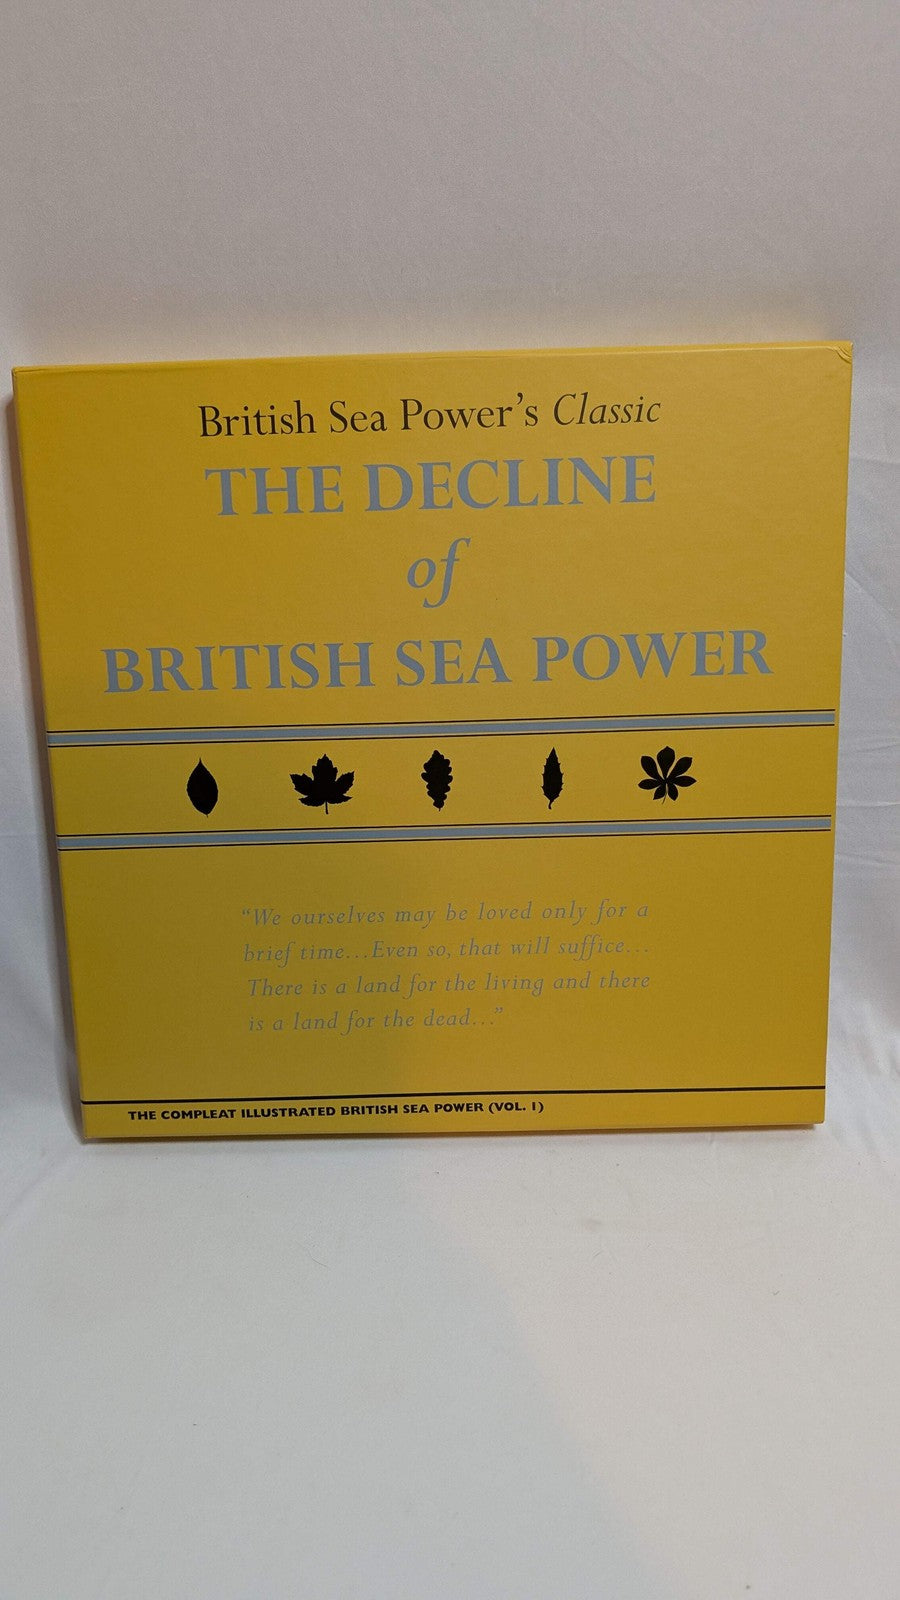 British Sea Power's Classic
THE DECLINE
of
BRITISH SEA POWER
“We ourselves may be loved only for a
brief time...Even so, that will suffice...
There is a land for the living and there
is a land for the dead...”
THE COMPLEAT ILLUSTRATED BRITISH SEA POWER (VOL. 1)